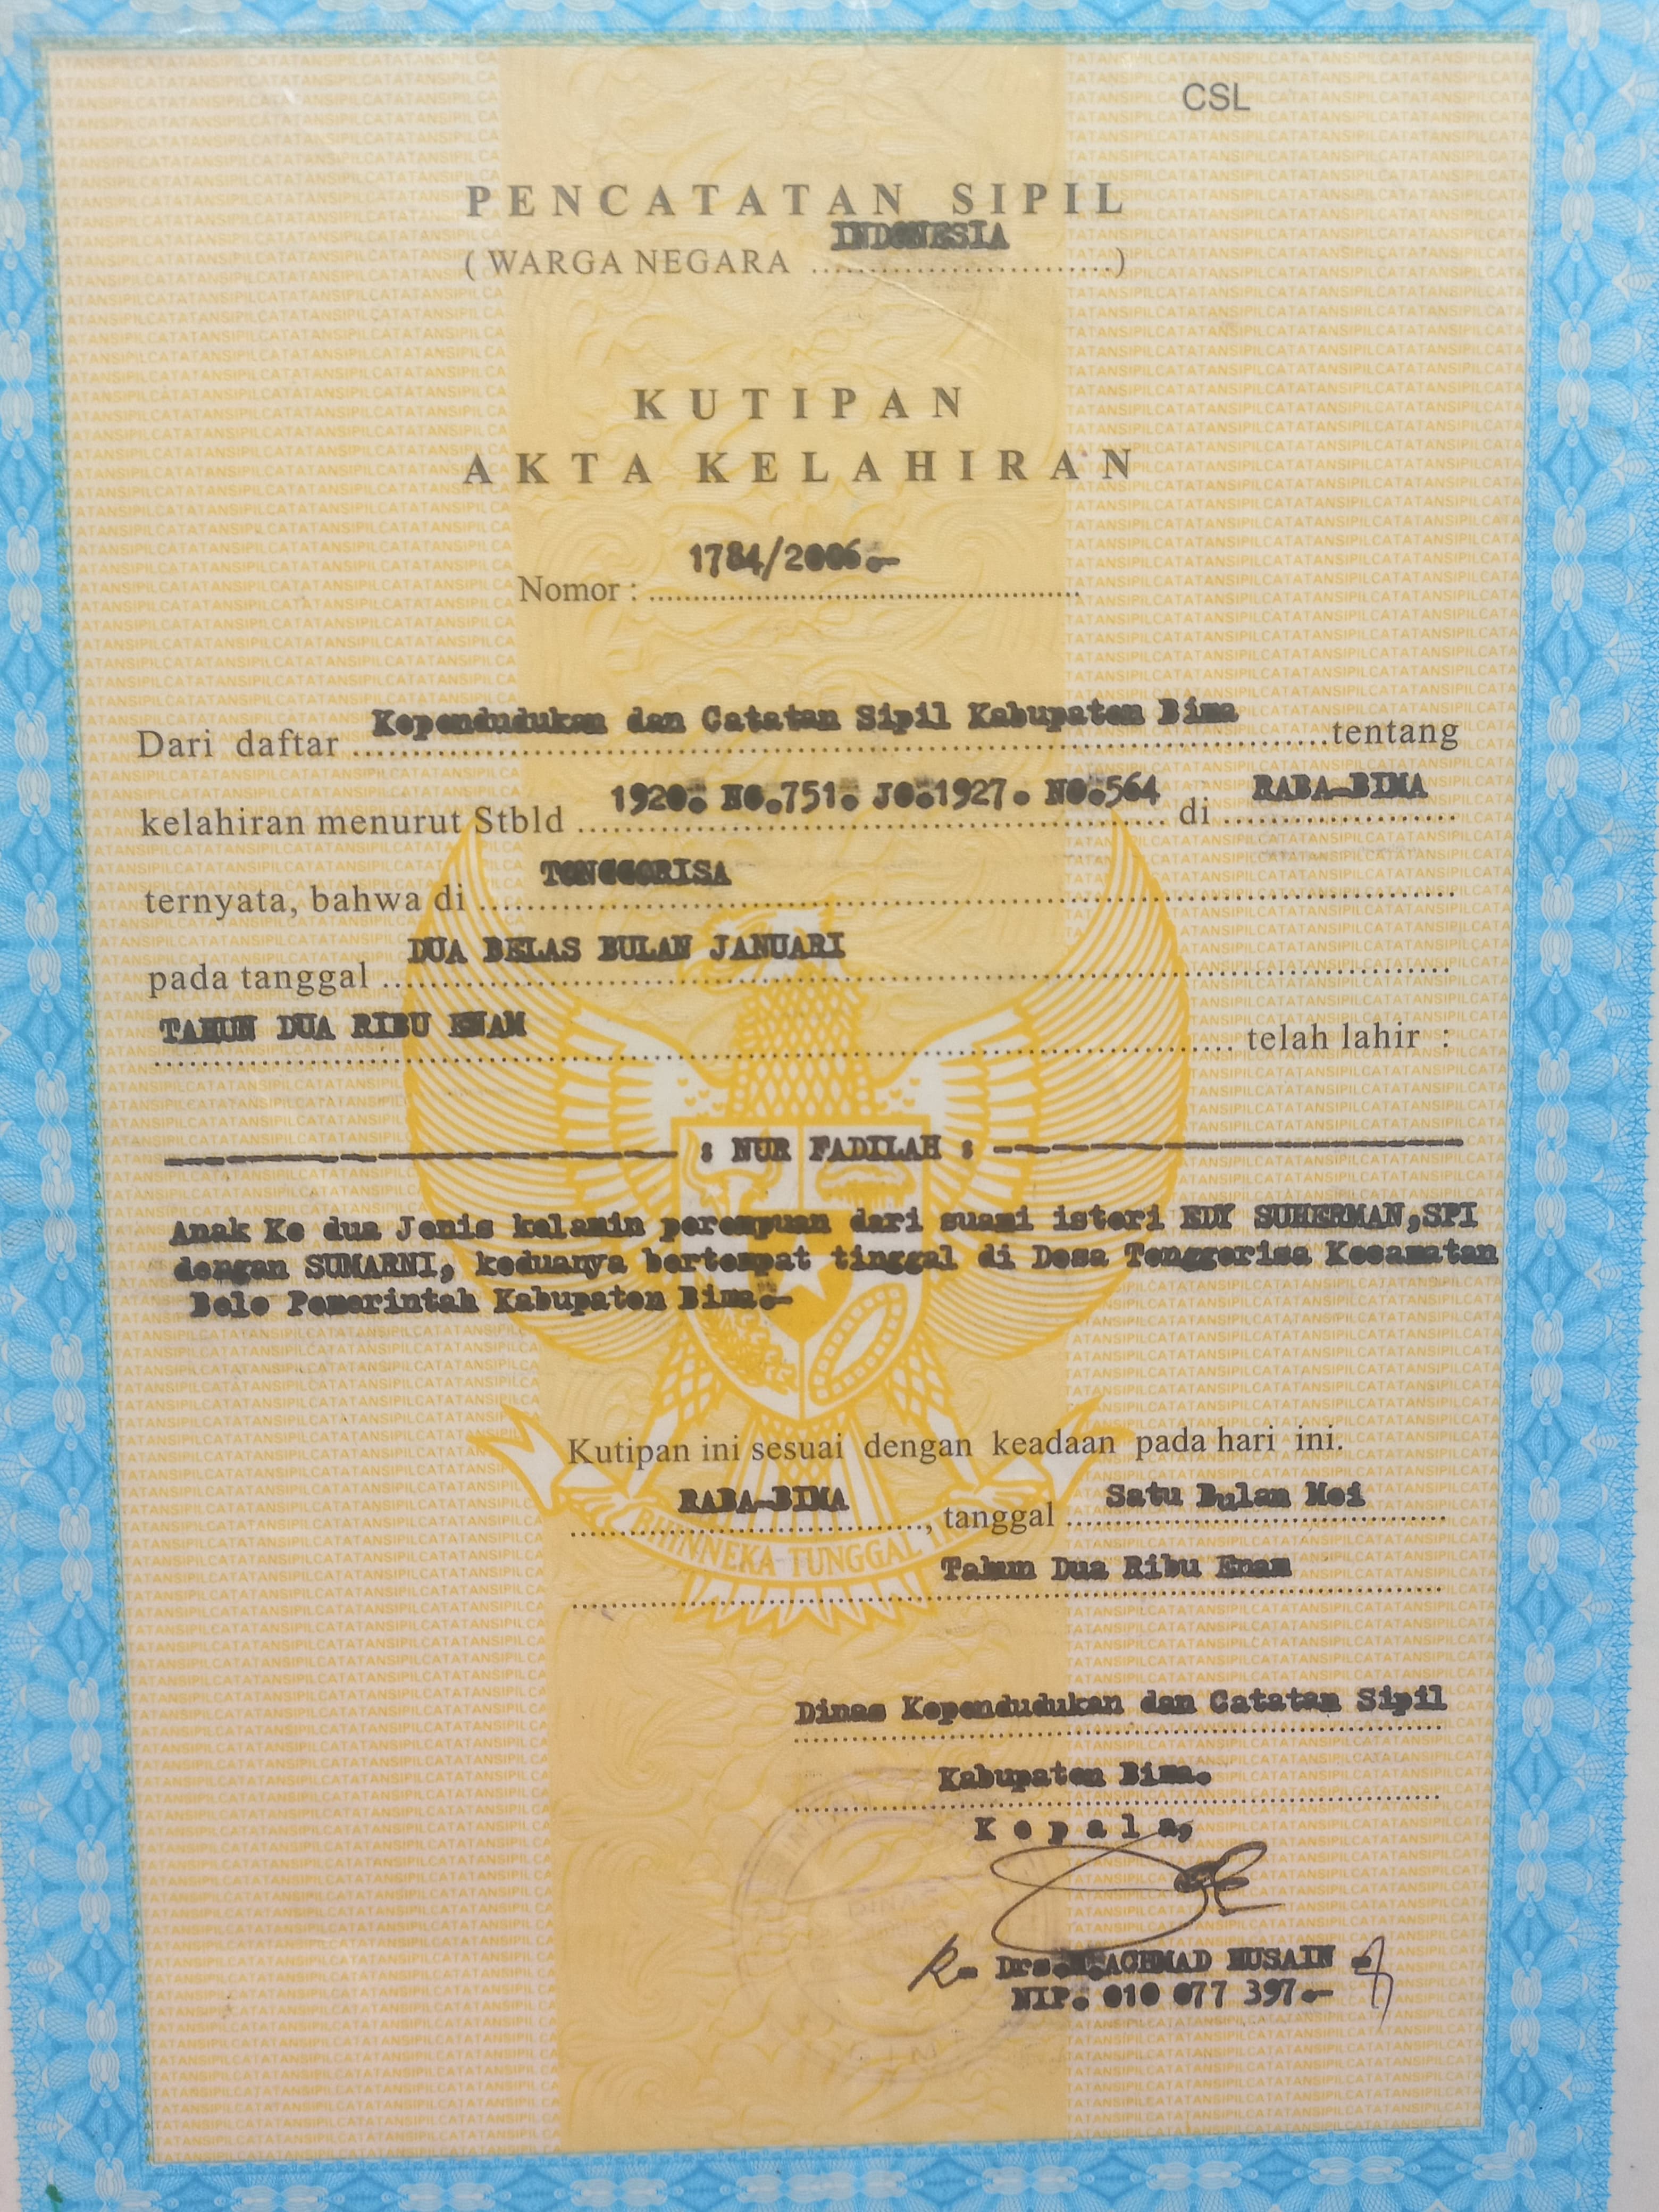 CSL
PENCATATAN SIPIL
INDONESIA
( WARGA NEGARA ..............................)
KUTIPAN
AKTA KELAHIRAN
1784/2006.-
Nomor : ..............................
Kependudukan dan Catatan Sipil Kabupaten Bima
Dari daftar ..............................tentang
1920. NO.751. JO.1927. NO.564 RABA-BIMA
kelahiran menurut Stbld .............................. di ....................
TONGGORISA
ternyata, bahwa di ..............................
DUA BELAS BULAN JANUARI
pada tanggal ..............................
TAHUN DUA RIBU ENAM
.............................. telah lahir :
: NUR FADILAH :
Anak Ke dua Jenis kelamin perempuan dari suami isteri EDY SUHERMAN,SPI
dengan SUMARNI, keduanya bertempat tinggal di Desa Tonggorisa Kecamatan
Belo Pemerintah Kabupaten Bima.-
Kutipan ini sesuai dengan keadaan pada hari ini.
RABA-BIMA Satu Bulan Mei
.............................., tanggal ..............................
Tahun Dua Ribu Enam
BHINNEKA TUNGGAL
Dinas Kependudukan dan Catatan Sipil
Kabupaten Bima.
K e p a l a,
Drs. ACHMAD HUSAIN
NIP. 010 077 397.-